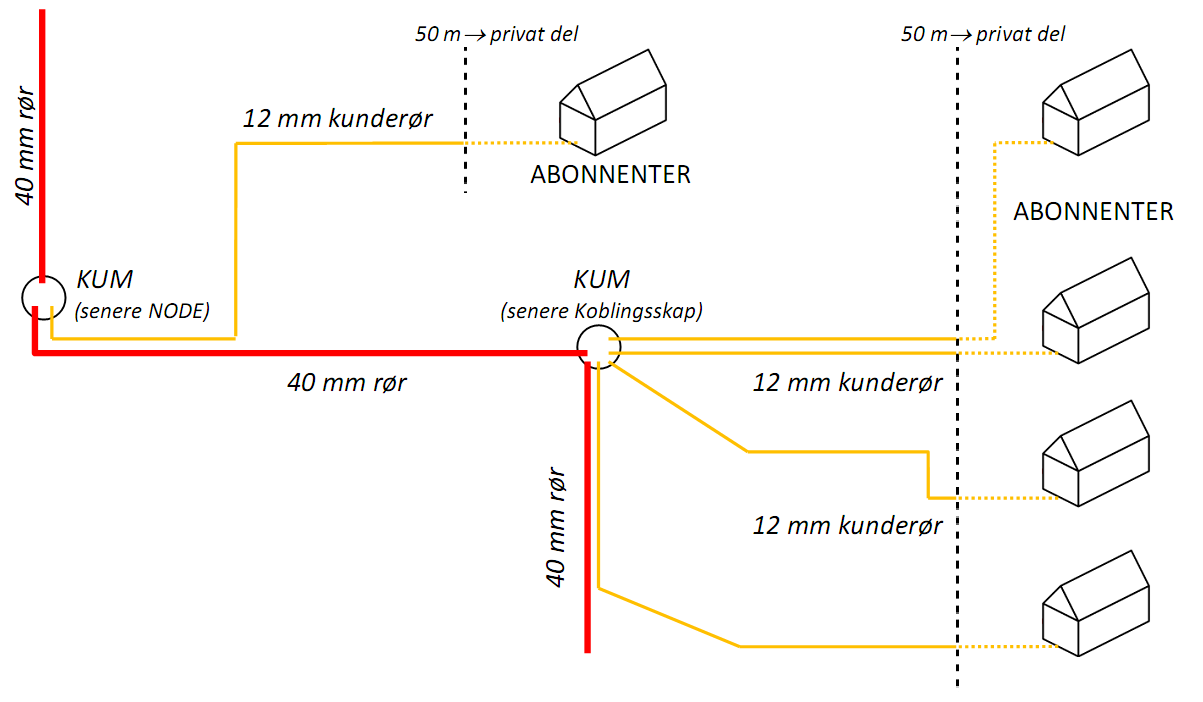 50 m→privat del
50 m→privat del
12 mm kunderør
40 mm rør
ABONNENTER
ABONNENTER
KUM
(senere NODE)
KUM
(senere Koblingsskap)
40 mm rør
12 mm kunderør
40 mm rør
12 mm kunderør